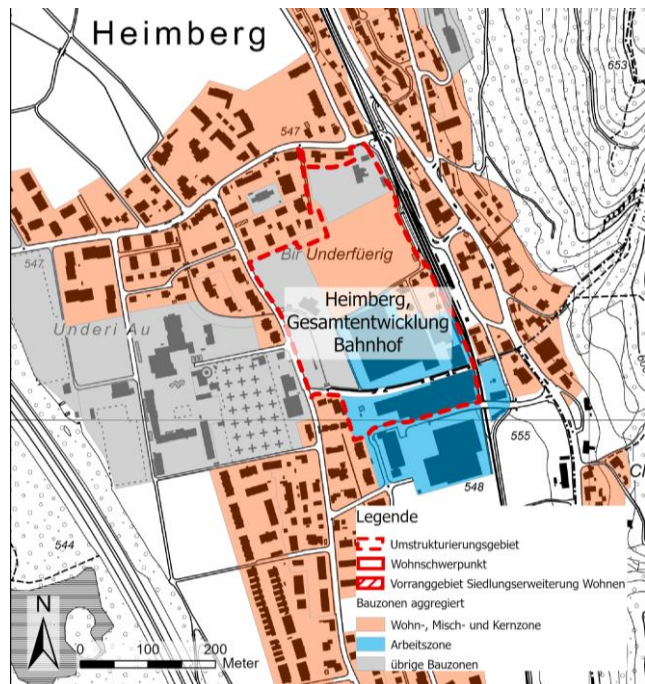 Heimberg
653
547
547.
Bir Underfüerig
Underi Au
Heimberg,
Gesamtentwicklung
Bahnhof
555
548
Legende
Umstrukturierungsgebiet
Wohnschwerpunkt
Vorranggebiet Siedlungserweiterung Wohnen
Bauzonen aggregiert
Wohn-, Misch- und Kernzone
Arbeitszone
übrige Bauzonen
544
N
0 100 200
Meter